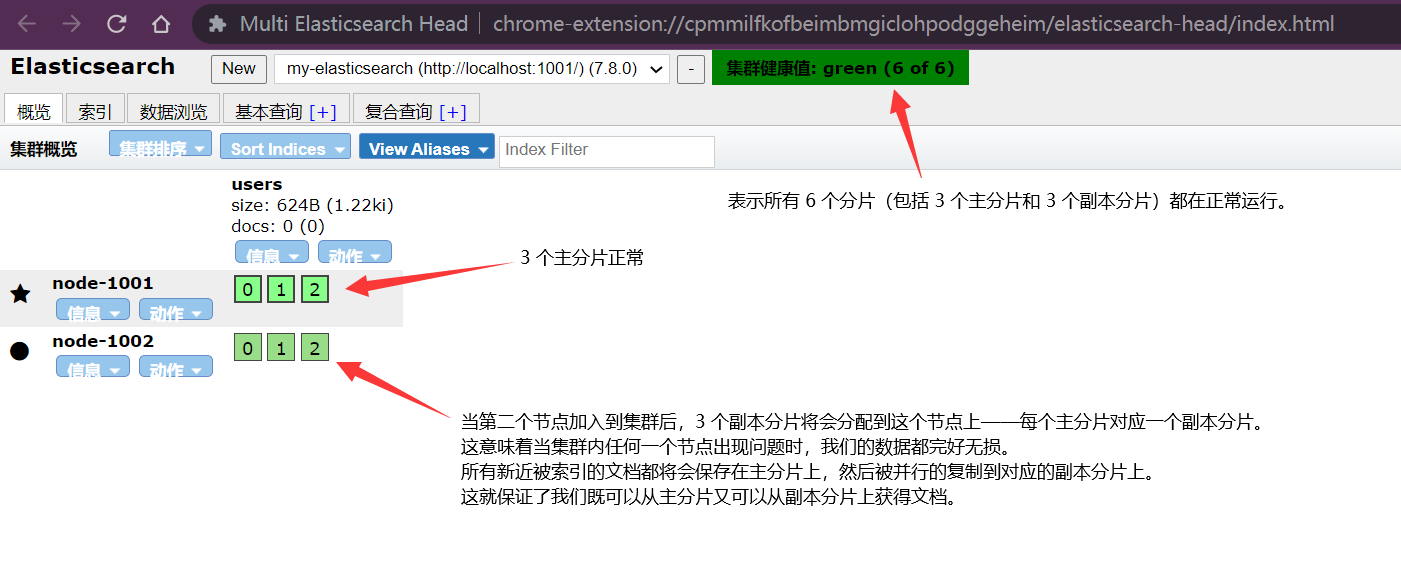 Multi Elasticsearch Head chrome-extension://cpmmilfkofbeimbmgiclohpodggeheim/elasticsearch-head/index.html
Elasticsearch New my-elasticsearch (http://localhost:1001/) (7.8.0) - 集群健康值: green (6 of 6)
概览 索引 数据浏览 基本查询 [+] 复合查询 [+]
集群概览 集群排序 Sort Indices View Aliases Index Filter
users
size: 624B (1.22ki)
docs: 0 (0)
信息 动作
表示所有 6 个分片（包括 3 个主分片和 3 个副本分片）都在正常运行。
3 个主分片正常
node-1001 0 1 2
信息 动作
node-1002 0 1 2
信息 动作
当第二个节点加入到集群后，3 个副本分片将会分配到这个节点上——每个主分片对应一个副本分片。
这意味着当集群内任何一个节点出现问题时，我们的数据都完好无损。
所有新近被索引的文档都将会保存在主分片上，然后被并行的复制到对应的副本分片上。
这就保证了我们既可以从主分片又可以从副本分片上获得文档。